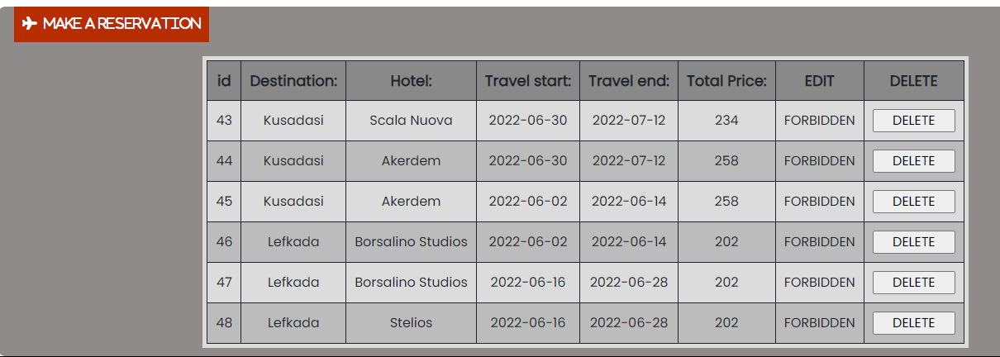 MAKE A RESERVATION
id Destination: Hotel: Travel start: Travel end: Total Price: EDIT DELETE
43 Kusadasi Scala Nuova 2022-06-30 2022-07-12 234 FORBIDDEN DELETE
44 Kusadasi Akerdem 2022-06-30 2022-07-12 258 FORBIDDEN DELETE
45 Kusadasi Akerdem 2022-06-02 2022-06-14 258 FORBIDDEN DELETE
46 Lefkada Borsalino Studios 2022-06-02 2022-06-14 202 FORBIDDEN DELETE
47 Lefkada Borsalino Studios 2022-06-16 2022-06-28 202 FORBIDDEN DELETE
48 Lefkada Stelios 2022-06-16 2022-06-28 202 FORBIDDEN DELETE